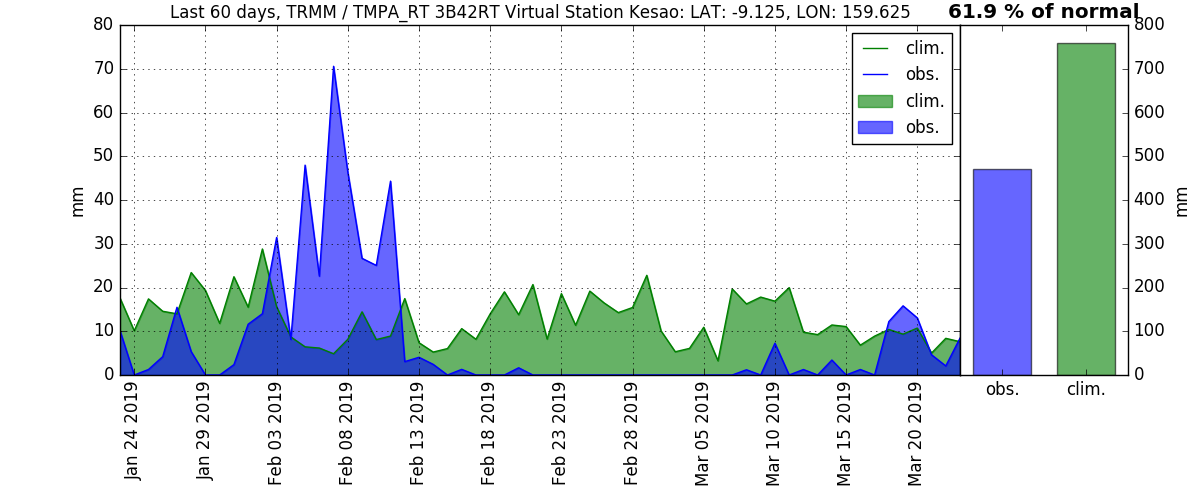 Last 60 days, TRMM / TMPA_RT 3B42RT Virtual Station Kesao: LAT: -9.125, LON: 159.625
61.9 % of normal
80
70
60
50
40
30
20
10
0
mm
clim.
obs.
clim.
obs.
800
700
600
500
400
300
200
100
0
mm
obs.
clim.
Jan 24 2019
Jan 29 2019
Feb 03 2019
Feb 08 2019
Feb 13 2019
Feb 18 2019
Feb 23 2019
Feb 28 2019
Mar 05 2019
Mar 10 2019
Mar 15 2019
Mar 20 2019